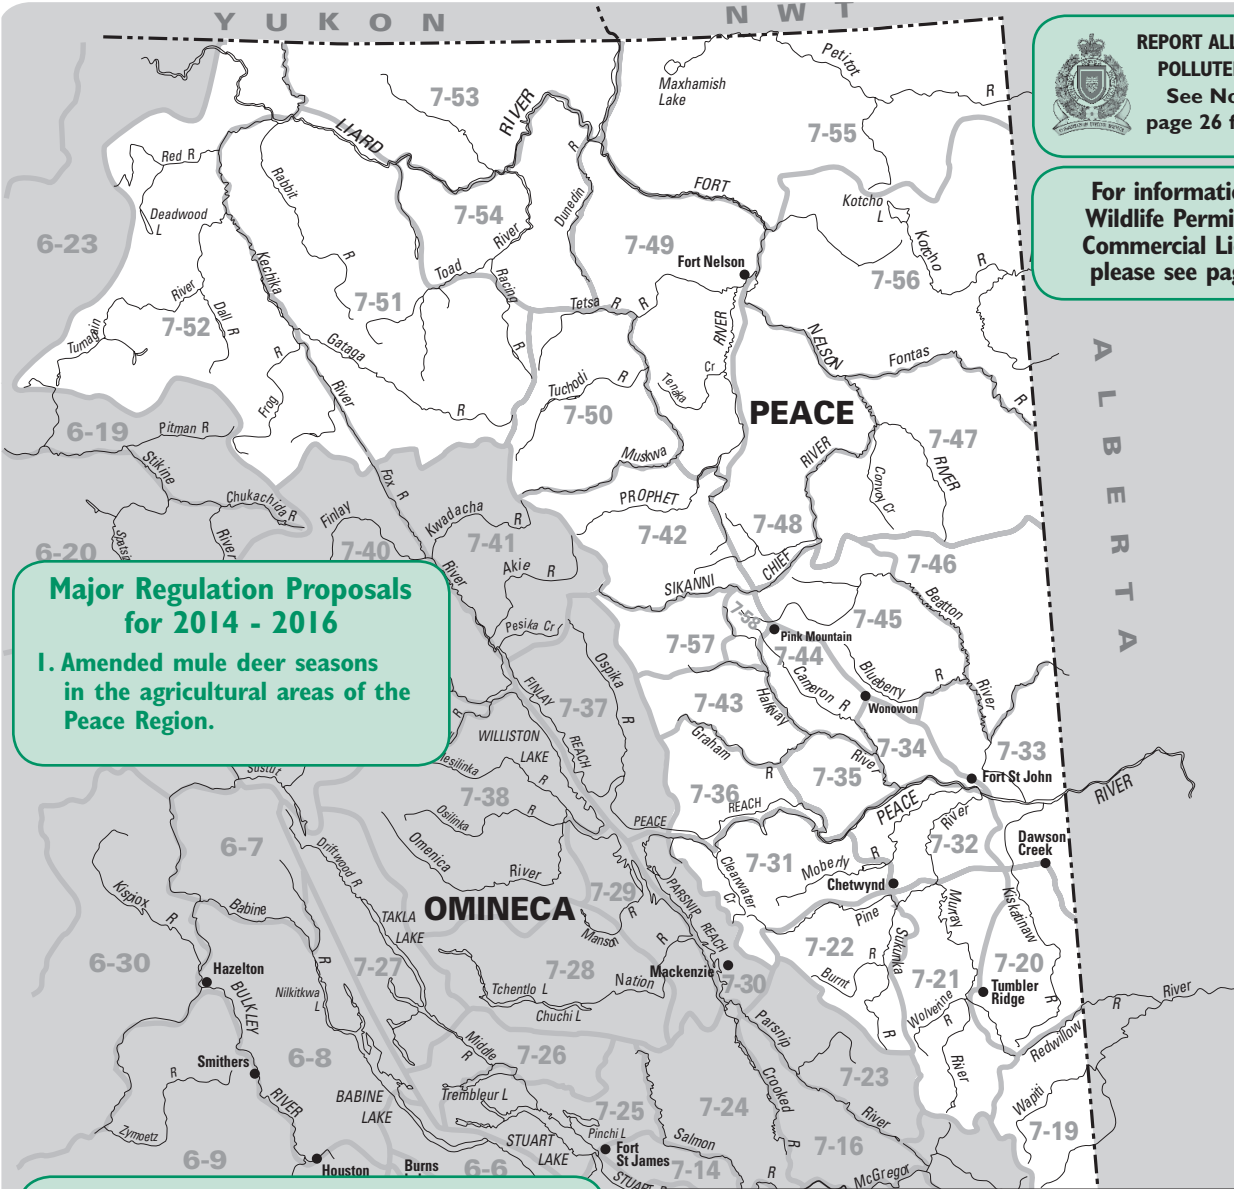 YUKON
NWT
REPORT ALL
POLLUTE
See No
page 26 f
For informatio
Wildlife Permi
Commercial Li
please see pag
Petitot
R
Maxhamish
Lake
7-53
7-55
LIARD
RIVER
R
Red R
Rabbit
Deadwood
L
7-54
Dunedin
FORT
Kotcho
L
6-23
River
7-49
Fort Nelson
Kotcho
R
7-56
Kechika
R
Toad
Racing
7-51
River
Dall R
7-52
Turnagain
Tetsa R
R
RIVER
NELSON
Gataga
R
R
Fontas
Cr
Tenaka
Tuchodi
R
7-50
Frog
River
R
R
PEACE
6-19
Pitman R
Stikine
7-47
RIVER
RIVER
Muskwa
Conroy Cr
Fox R
Chukachida R
Finlay
Kwadacha
R
PROPHET
6-20
River
7-40
7-41
Akie R
7-42
7-48
CHIEF
SIKANNI
7-46
Beatton
River
7-58
7-45
Pink Mountain
Pesika Cr
7-57
7-44
Ospika
Cameron R
Blueberry
R
River
Wonowon
Major Regulation Proposals
for 2014 - 2016
1. Amended mule deer seasons
in the agricultural areas of the
Peace Region.
FINLAY
REACH
7-37
R
7-43
Halfway
WILLISTON
LAKE
Graham
R
River
7-34
7-33
7-35
Fort St John
ALBERTA
R
Mesilinka
R
Sustut
7-36
REACH
PEACE
PEACE
RIVER
7-38
R
Osilinka
Omenica
River
River
7-32
Dawson
Creek
6-7
Driftwood R
7-31
Moberly
R
Chetwynd
Clearwater
Cr
Kispiox
R
Babine
R
TAKLA
LAKE
OMINECA
7-29
R
Manson
PARSNIP REACH
Pine
Murray
Kiskatinaw
R
6-30
Hazelton
7-27
7-28
Nation
R
Mackenzie
7-30
7-22
R
Burnt
Sukunka
R
7-21
7-20
Tumbler
Ridge
Nilkitkwa
L
Tchentlo L
Chuchi L
Wolverine
R
River
R
River
Redwillow
BULKLEY
RIVER
Smithers
R
6-8
Middle
R
7-26
Parsnip
River
7-23
BABINE
LAKE
Trembleur L
7-25
7-24
Crooked
R
Wapiti
Zymoetz
Pinchi L
Salmon
R
7-16
7-19
STUART
LAKE
Fort
St James
6-9
Houston
Burns
6-6
7-14
STUART
R
McGregor